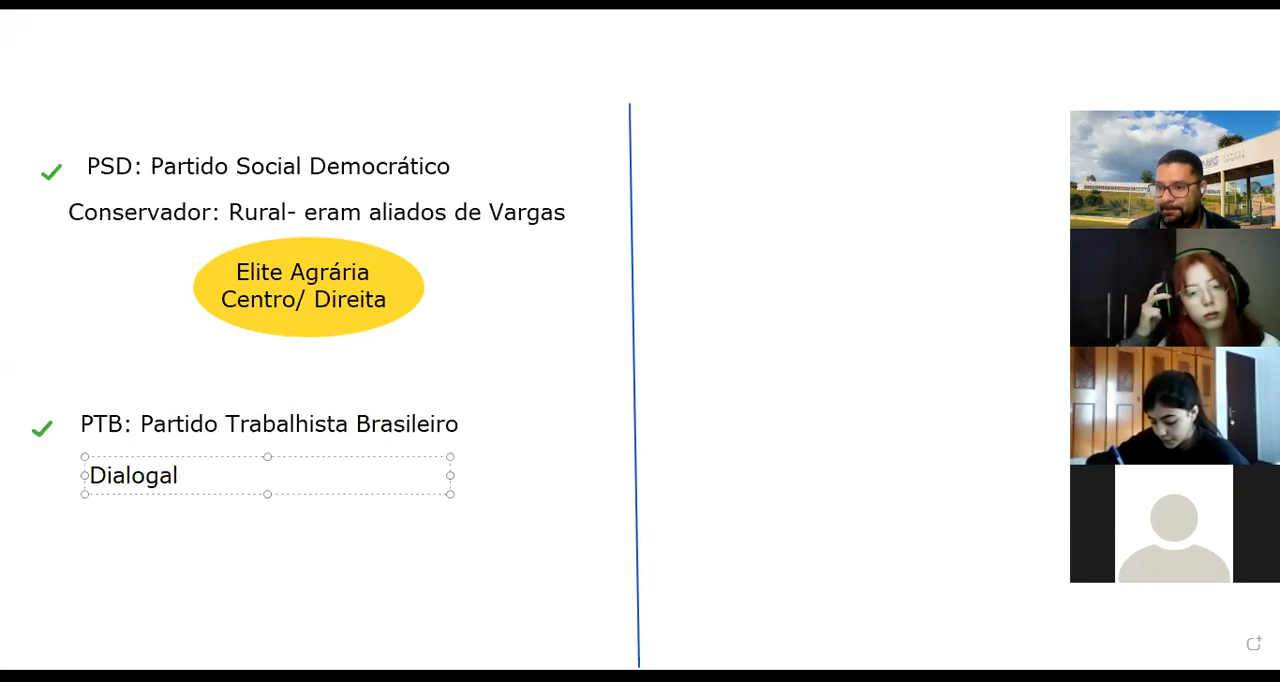 PSD: Partido Social Democrático
Conservador: Rural- eram aliados de Vargas
Elite Agrária
Centro/ Direita
PTB: Partido Trabalhista Brasileiro
Dialogal